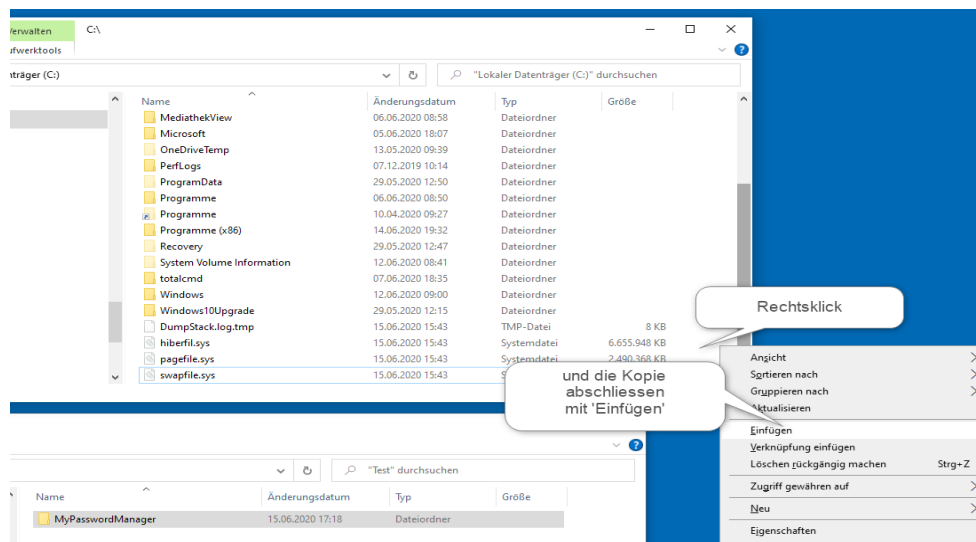 Verwalten C:\
ufwerktools
nträger (C:) "Lokaler Datenträger (C:)" durchsuchen
Name Änderungsdatum Typ Größe
MediathekView 06.06.2020 08:58 Dateiordner
Microsoft 05.06.2020 18:07 Dateiordner
OneDriveTemp 13.05.2020 09:39 Dateiordner
PerfLogs 07.12.2019 10:14 Dateiordner
ProgramData 29.05.2020 12:50 Dateiordner
Programme 06.06.2020 08:50 Dateiordner
Programme 10.04.2020 09:27 Dateiordner
Programme (x86) 14.06.2020 19:32 Dateiordner
Recovery 29.05.2020 12:47 Dateiordner
System Volume Information 12.06.2020 08:41 Dateiordner
totalcmd 07.06.2020 18:35 Dateiordner
Windows 12.06.2020 09:00 Dateiordner
Windows10Upgrade 29.05.2020 12:15 Dateiordner
DumpStack.log.tmp 15.06.2020 15:43 TMP-Datei 8 KB
hiberfil.sys 15.06.2020 15:43 Systemdatei 6.655.948 KB
pagefile.sys 15.06.2020 15:43 Systemdatei 2.490.368 KB
swapfile.sys 15.06.2020 15:43
Rechtsklick
und die Kopie
abschliessen
mit 'Einfügen'
Ansicht
Sortieren nach
Gruppieren nach
Aktualisieren
Einfügen
Verknüpfung einfügen
Löschen rückgängig machen Strg+Z
Zugriff gewähren auf
Neu
Eigenschaften
"Test" durchsuchen
Name Änderungsdatum Typ Größe
MyPasswordManager 15.06.2020 17:18 Dateiordner